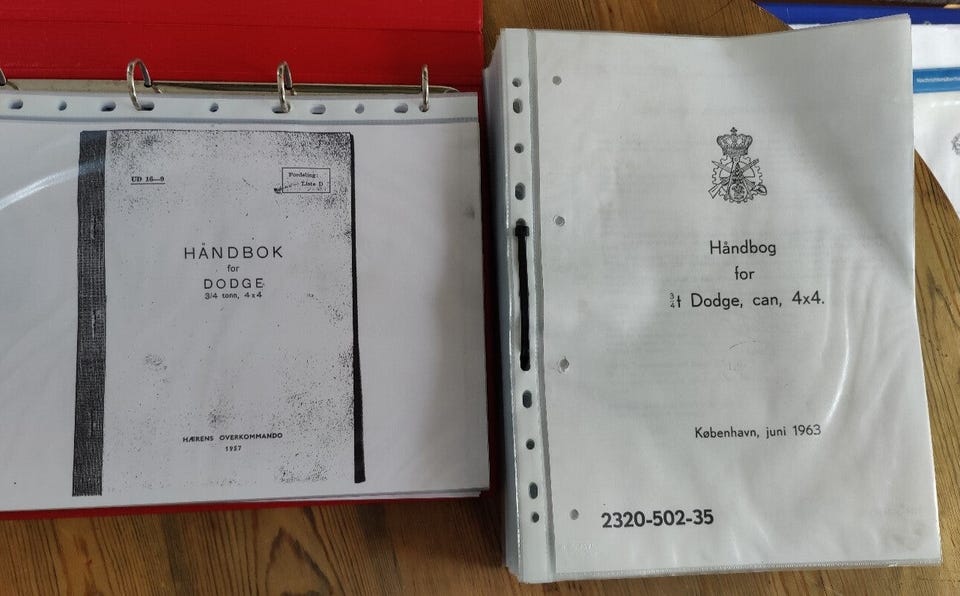 UD 16—9
Fordeling:
Liste D
HÅNDBOK
for
DODGE
3/4 tonn, 4x4
HÆRENS OVERKOMMANDO
1957
Håndbog
for
¾t Dodge, can, 4x4.
København, juni 1963
2320-502-35